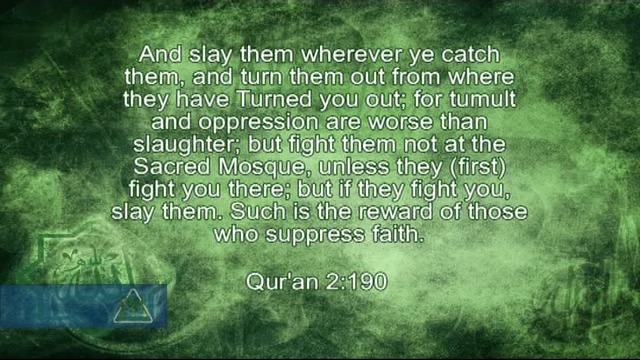 And slay them wherever ye catch
them, and turn them out from where
they have Turned you out; for tumult
and oppression are worse than
slaughter; but fight them not at the
Sacred Mosque, unless they (first)
fight you there; but if they fight you,
slay them. Such is the reward of those
who suppress faith.
Qur'an 2:190